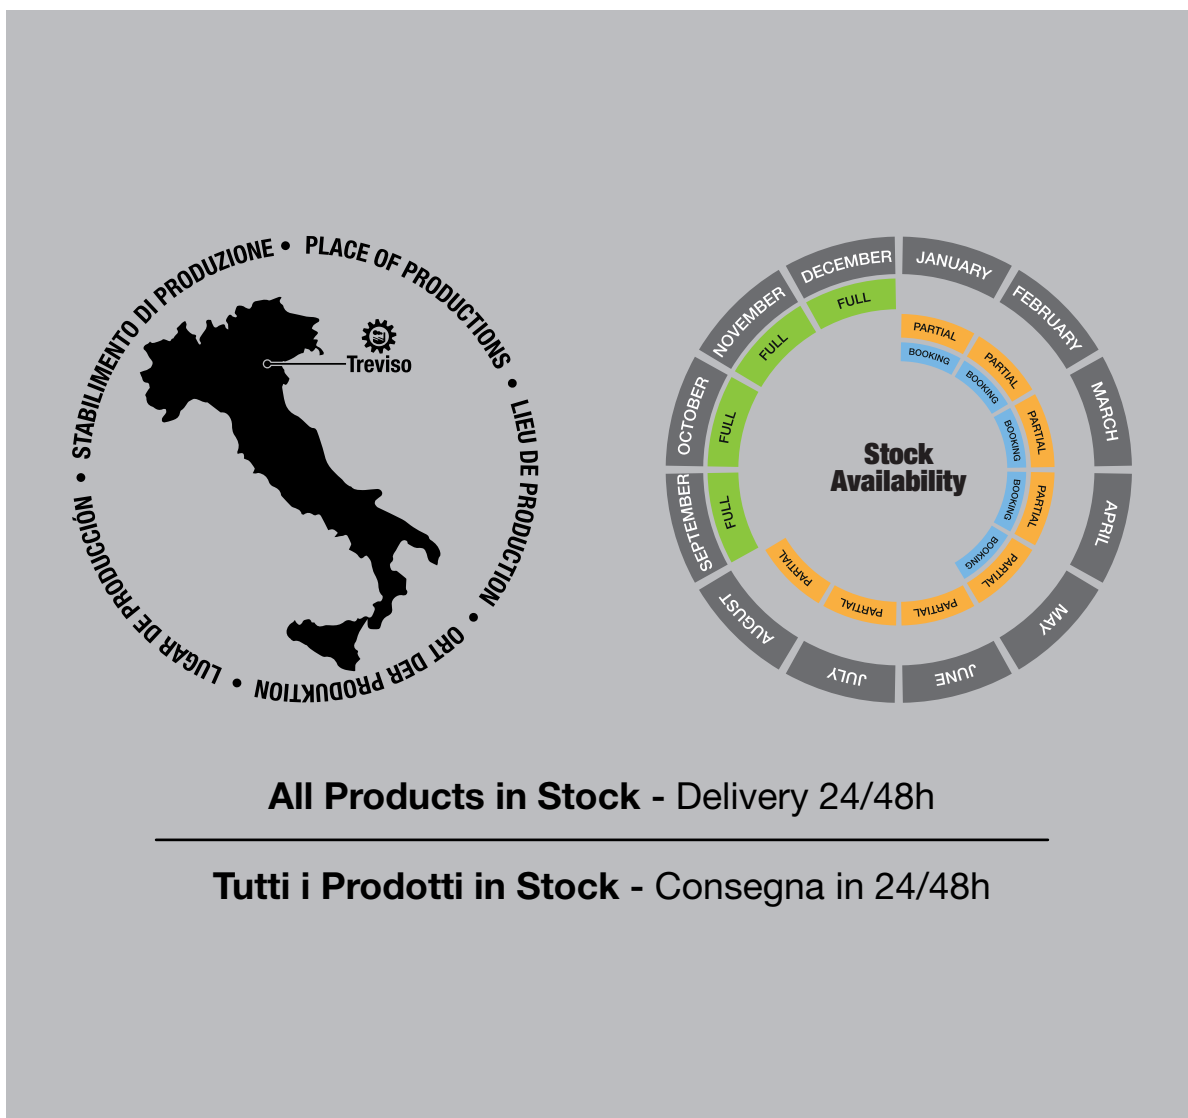 STABILIMENTO DI PRODUZIONE • PLACE OF PRODUCTIONS • LIEU DE PRODUCTION • ORT DER PRODUKTION • LUGAR DE PRODUCCIÓN •
Treviso
JANUARY
FEBRUARY
MARCH
APRIL
MAY
JUNE
JULY
AUGUST
SEPTEMBER
OCTOBER
NOVEMBER
DECEMBER
PARTIAL
PARTIAL
PARTIAL
PARTIAL
PARTIAL
PARTIAL
PARTIAL
PARTIAL
FULL
FULL
FULL
FULL
BOOKING
BOOKING
BOOKING
BOOKING
BOOKING
Stock
Availability
All Products in Stock - Delivery 24/48h
Tutti i Prodotti in Stock - Consegna in 24/48h